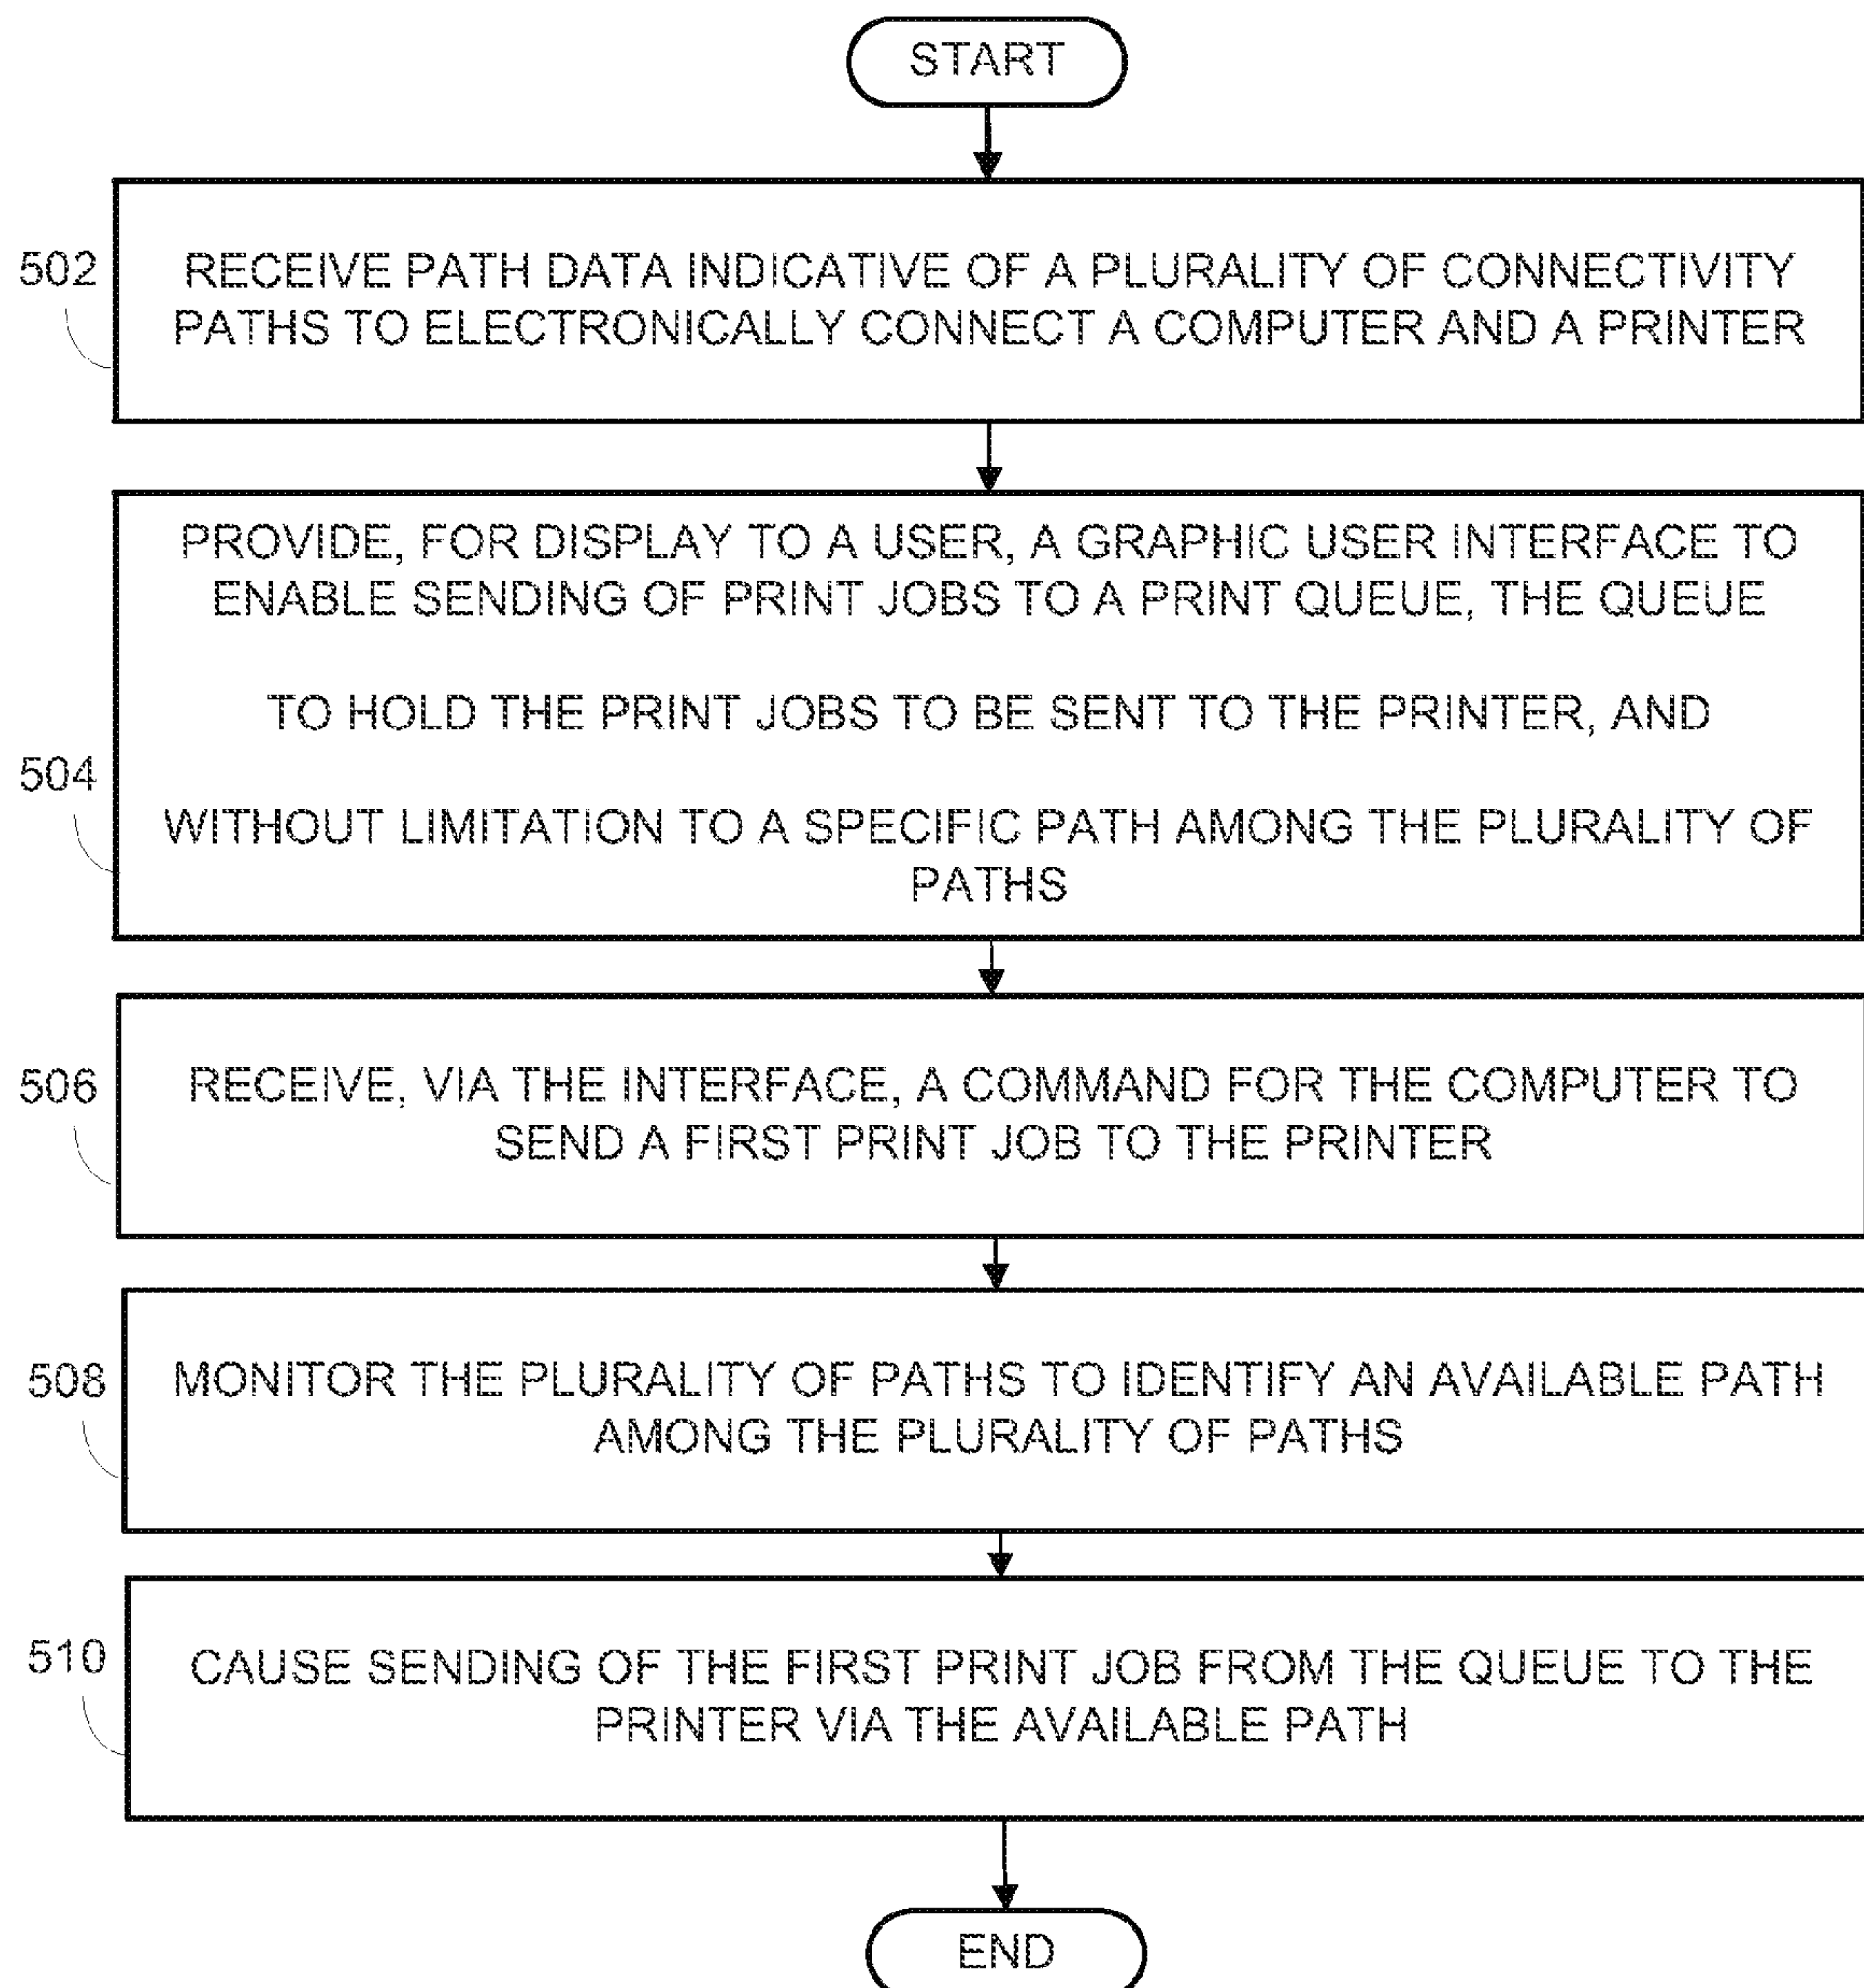 START
502
RECEIVE PATH DATA INDICATIVE OF A PLURALITY OF CONNECTIVITY
PATHS TO ELECTRONICALLY CONNECT A COMPUTER AND A PRINTER
504
PROVIDE, FOR DISPLAY TO A USER, A GRAPHIC USER INTERFACE TO
ENABLE SENDING OF PRINT JOBS TO A PRINT QUEUE, THE QUEUE
TO HOLD THE PRINT JOBS TO BE SENT TO THE PRINTER, AND
WITHOUT LIMITATION TO A SPECIFIC PATH AMONG THE PLURALITY OF
PATHS
506
RECEIVE, VIA THE INTERFACE, A COMMAND FOR THE COMPUTER TO
SEND A FIRST PRINT JOB TO THE PRINTER
508
MONITOR THE PLURALITY OF PATHS TO IDENTIFY AN AVAILABLE PATH
AMONG THE PLURALITY OF PATHS
510
CAUSE SENDING OF THE FIRST PRINT JOB FROM THE QUEUE TO THE
PRINTER VIA THE AVAILABLE PATH
END